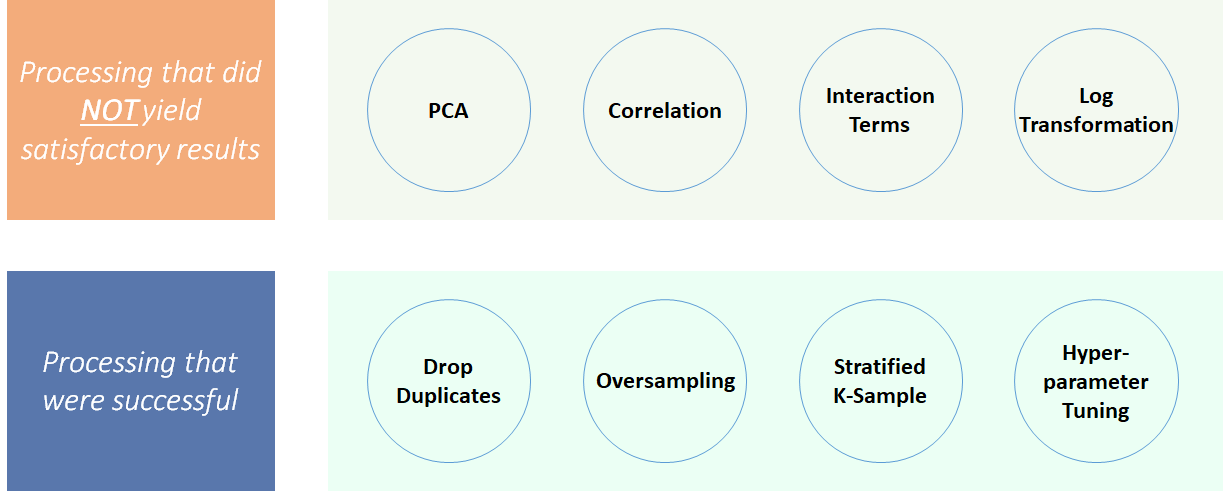 Processing that did
NOT yield
satisfactory results
PCA
Correlation
Interaction
Terms
Log
Transformation
Processing that
were successful
Drop
Duplicates
Oversampling
Stratified
K-Sample
Hyper-
parameter
Tuning